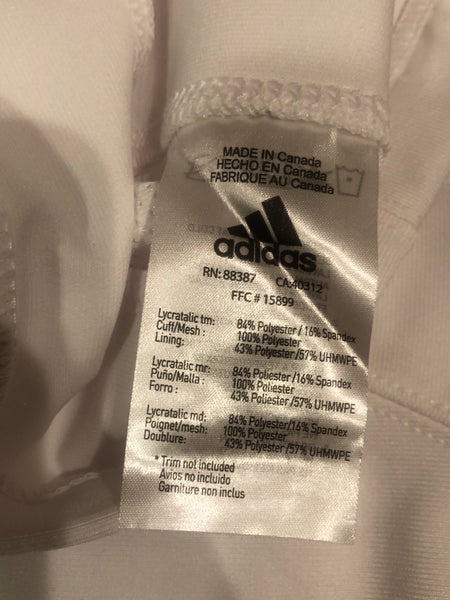 MADE IN Canada
HECHO EN Canada
FABRIQUE AU Canada
adidas
RN: 88387 CA:40312
FFC # 15899
Lycratalic tm: 84% Polyester / 16% Spandex
Cuff/Mesh : 100% Polyester
Lining: 43% Polyester/57% UHMWPE
Lycratalic mr: 84% Poliester/16% Spandex
Puño/Malla : 100% Poliester
Forro : 43% Poliester/57% UHMWPE
Lycratalic md: 84% Polyester/16% Spandex
Poignet/mesh: 100% Polyester
Doublure: 43% Polyester/57% UHMWPE
* Trim not included
Avios no incluido
Garniture non inclus